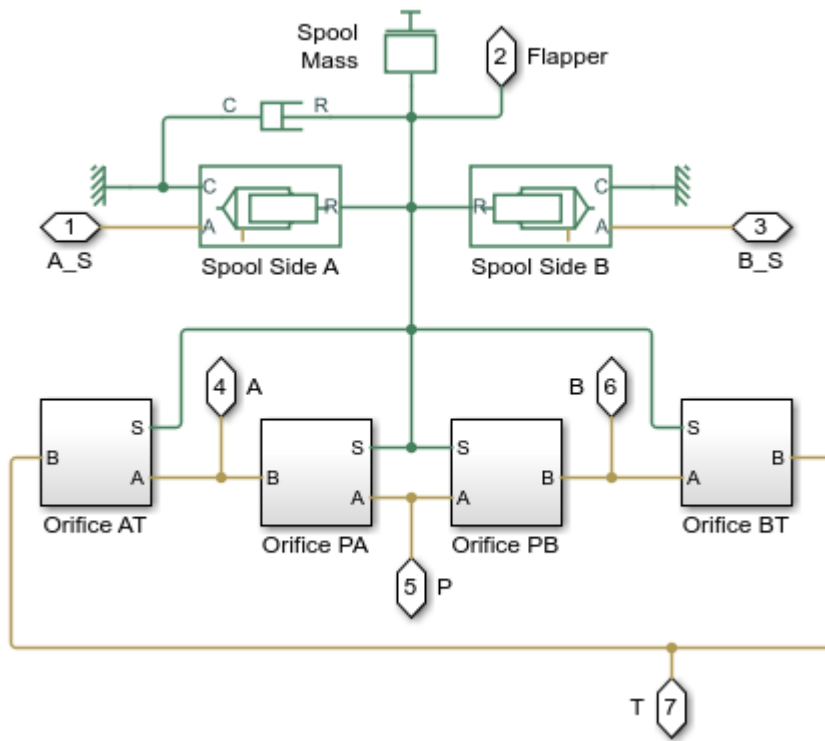 Spool
Mass
2
Flapper
C
R
C
A
R
Spool Side A
R
C
A
Spool Side B
1
A_S
3
B_S
4
A
B
6
S
B
A
Orifice AT
S
B
A
Orifice PA
S
A
B
Orifice PB
S
A
B
Orifice BT
5
P
T
7